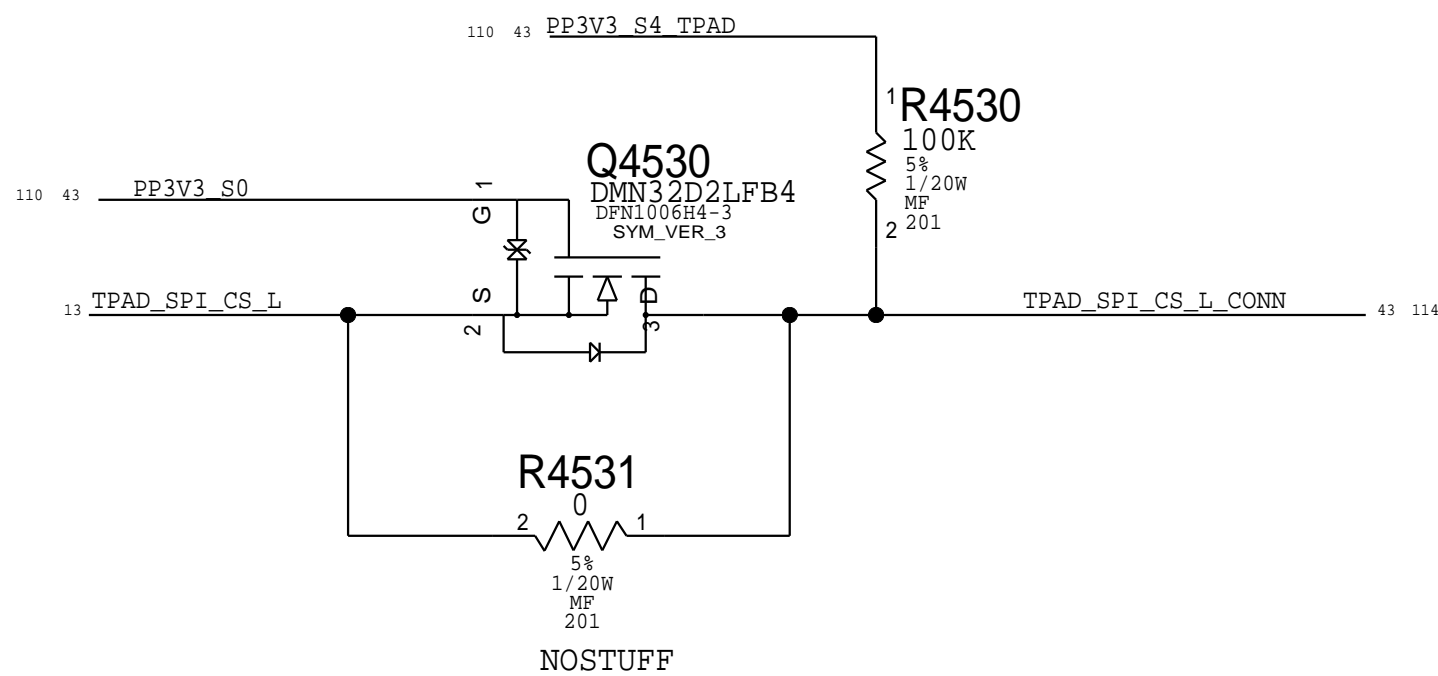 110 43 PP3V3_S4_TPAD
1
R4530
100K
5%
1/20W
MF
201
2
Q4530
DMN32D2LFB4
DFN1006H4-3
SYM_VER_3
110 43 PP3V3_S0
1
G
13 TPAD_SPI_CS_L
S
2
D
3
TPAD_SPI_CS_L_CONN 43 114
R4531
0
2 1
5%
1/20W
MF
201
NOSTUFF